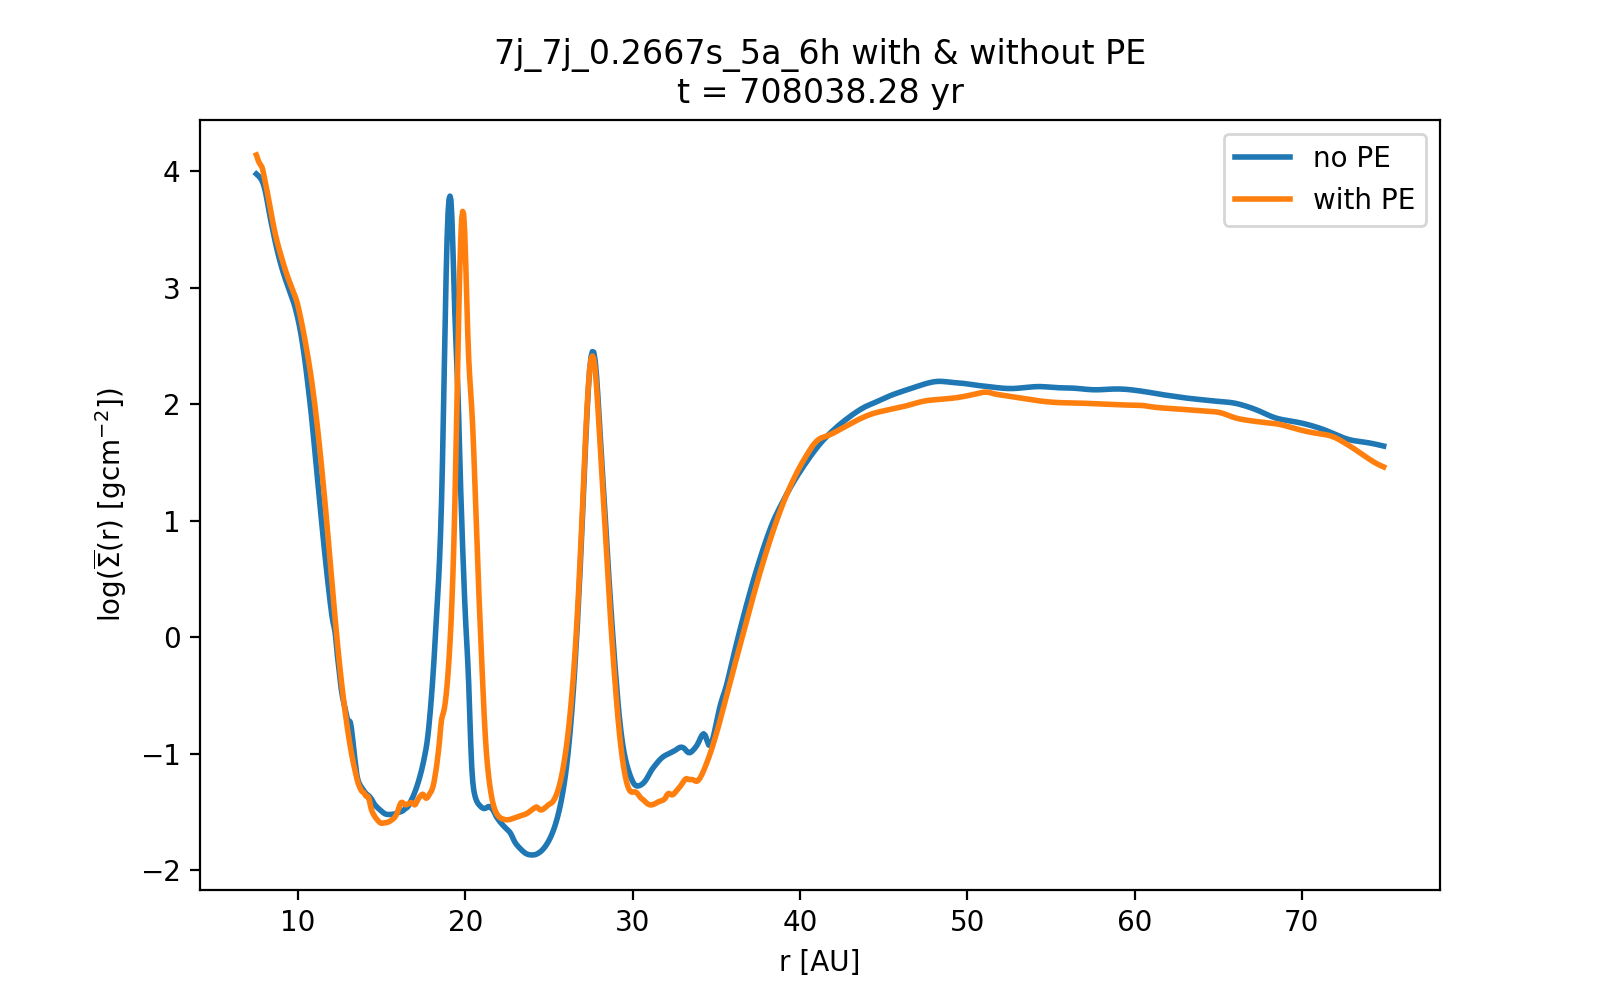 7j_7j_0.2667s_5a_6h with & without PE
t = 708038.28 yr
no PE
with PE
4
3
2
1
0
−1
−2
log(Σ̅(r) [gcm⁻²])
10 20 30 40 50 60 70
r [AU]